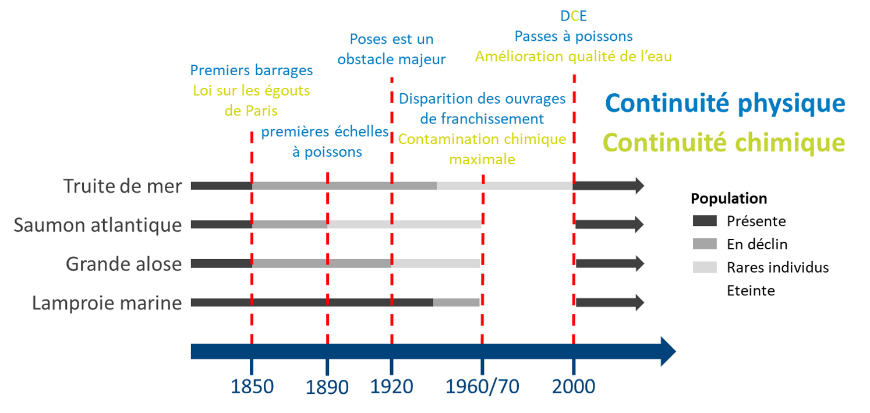 DCE
Passes à poissons
Amélioration qualité de l'eau
Poses est un
obstacle majeur
Premiers barrages
Loi sur les égouts
de Paris
premières échelles
à poissons
Disparition des ouvrages
de franchissement
Contamination chimique
maximale
Continuité physique
Continuité chimique
Truite de mer
Saumon atlantique
Grande alose
Lamproie marine
Population
Présente
En déclin
Rares individus
Eteinte
1850
1890
1920
1960/70
2000